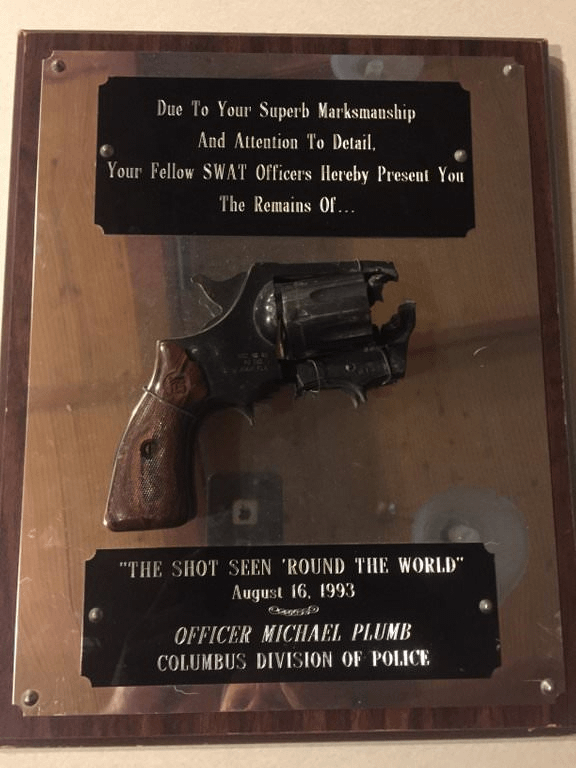 Due To Your Superb Marksmanship
And Attention To Detail,
Your Fellow SWAT Officers Hereby Present You
The Remains Of...
"THE SHOT SEEN 'ROUND THE WORLD"
August 16, 1993
OFFICER MICHAEL PLUMB
COLUMBUS DIVISION OF POLICE